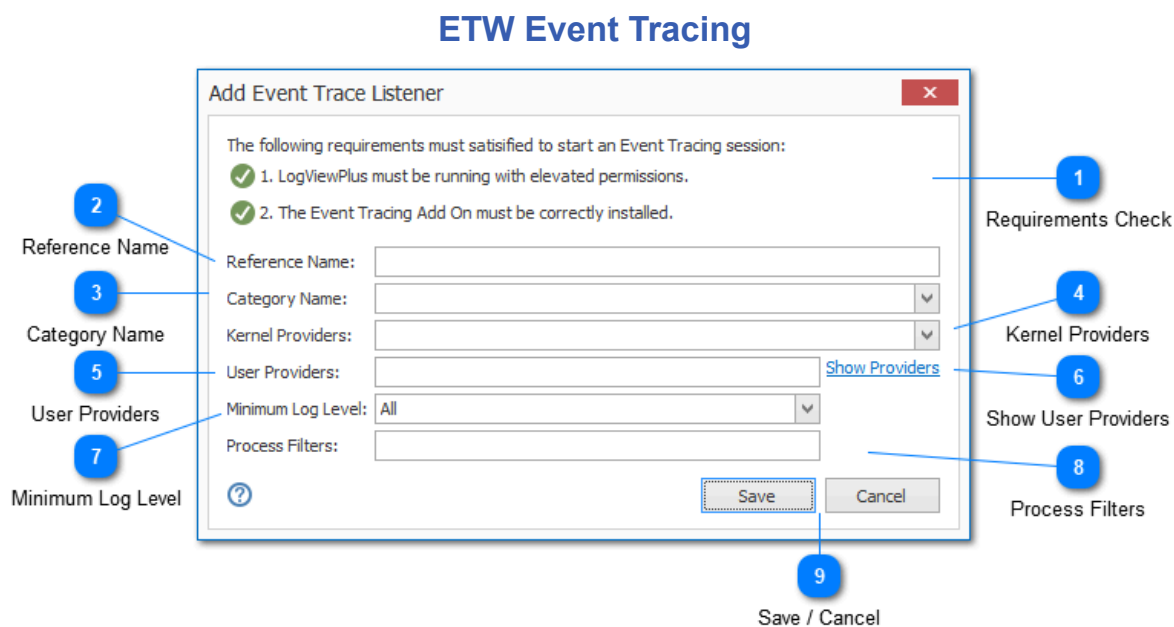 ETW Event Tracing
Add Event Trace Listener
The following requirements must satisified to start an Event Tracing session:
1. LogViewPlus must be running with elevated permissions.
2. The Event Tracing Add On must be correctly installed.
1
Requirements Check
2
Reference Name
Reference Name:
3
Category Name
Category Name:
4
Kernel Providers
Kernel Providers:
5
User Providers
User Providers:
Show Providers
6
Show User Providers
Minimum Log Level: All
7
Minimum Log Level
Process Filters:
8
Process Filters
?
Save
Cancel
9
Save / Cancel